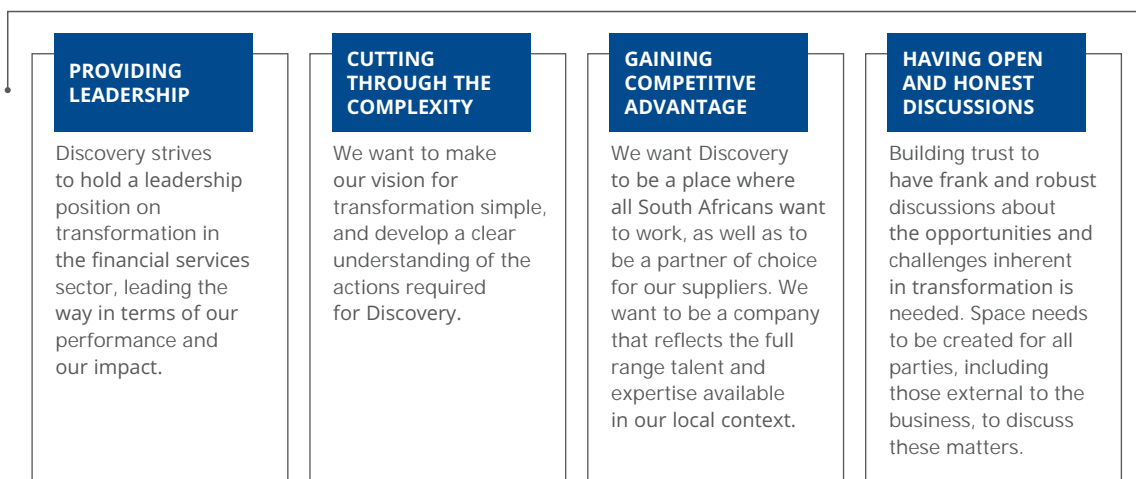 PROVIDING
LEADERSHIP
Discovery strives
to hold a leadership
position on
transformation in
the financial services
sector, leading the
way in terms of our
performance and
our impact.
CUTTING
THROUGH THE
COMPLEXITY
We want to make
our vision for
transformation simple,
and develop a clear
understanding of the
actions required
for Discovery.
GAINING
COMPETITIVE
ADVANTAGE
We want Discovery
to be a place where
all South Africans want
to work, as well as to
be a partner of choice
for our suppliers. We
want to be a company
that reflects the full
range talent and
expertise available
in our local context.
HAVING OPEN
AND HONEST
DISCUSSIONS
Building trust to
have frank and robust
discussions about
the opportunities and
challenges inherent
in transformation is
needed. Space needs
to be created for all
parties, including
those external to the
business, to discuss
these matters.